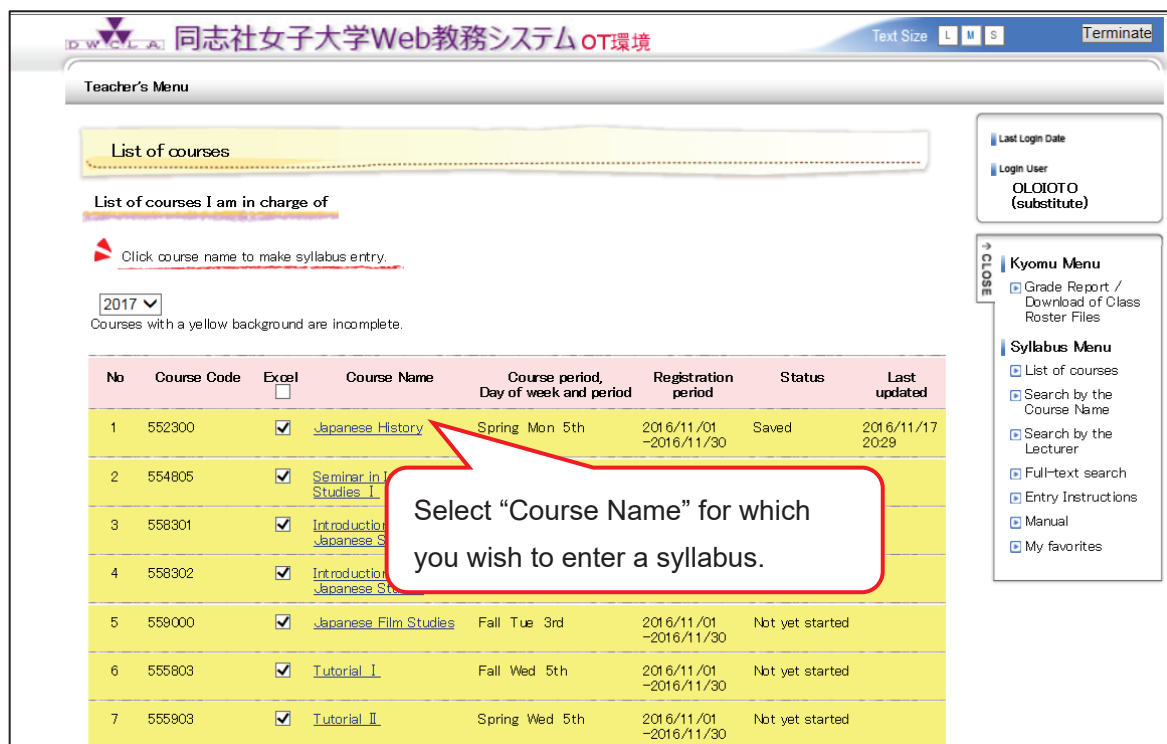 D W C L A 同志社女子大学Web教務システム OT環境 Text Size L M S Terminate
Teacher's Menu
List of courses
List of courses I am in charge of
Click course name to make syllabus entry.
2017
Courses with a yellow background are incomplete.
No Course Code Excel Course Name Course period, Day of week and period Registration period Status Last updated
1 552300 Japanese History Spring Mon 5th 2016/11/01 -2016/11/30 Saved 2016/11/17 20:29
2 554805 Seminar in
Studies I
3 558301 Introduction
Japanese
4 558302 Introduction
Japanese
Select “Course Name” for which
you wish to enter a syllabus.
5 559000 Japanese Film Studies Fall Tue 3rd 2016/11/01 -2016/11/30 Not yet started
6 555803 Tutorial Ⅰ Fall Wed 5th 2016/11/01 -2016/11/30 Not yet started
7 555903 Tutorial Ⅱ Spring Wed 5th 2016/11/01 -2016/11/30 Not yet started
Last Login Date
Login User
OLOIOTO
(substitute)
CLOSE
Kyomu Menu
Grade Report /
Download of Class
Roster Files
Syllabus Menu
List of courses
Search by the
Course Name
Search by the
Lecturer
Full-text search
Entry Instructions
Manual
My favorites